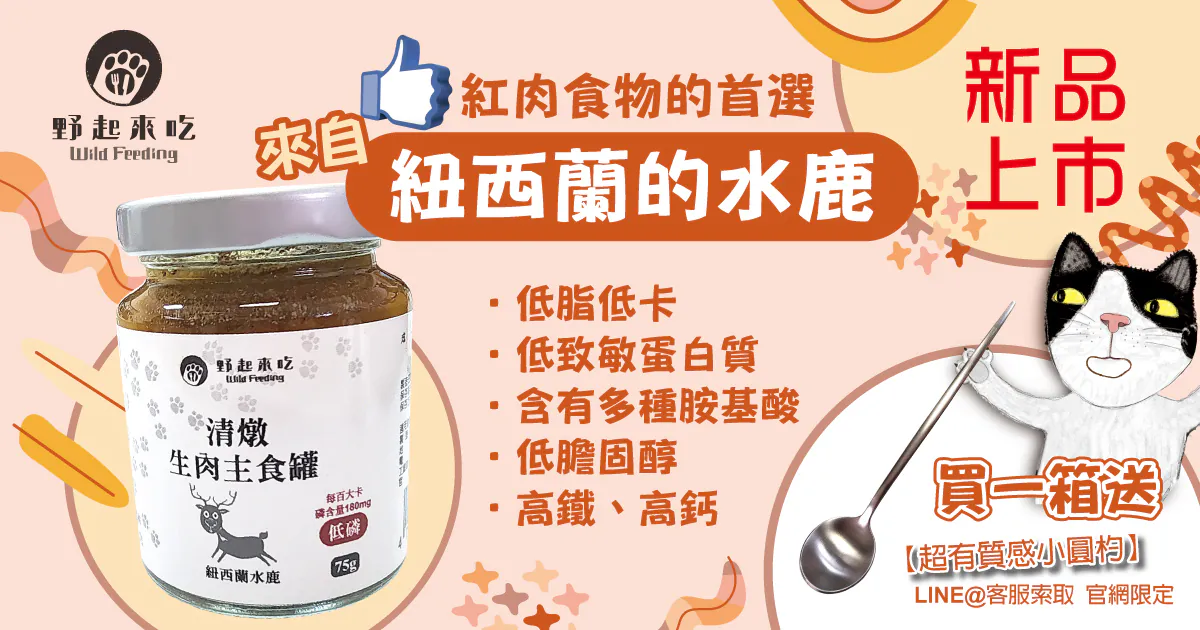 野起來吃
Wild Feeding
紅肉食物的首選
來自
紐西蘭的水鹿
新品
上市
・低脂低卡
・低致敏蛋白質
・含有多種胺基酸
・低膽固醇
・高鐵、高鈣
野起來吃
Wild Feeding
清燉
生肉主食罐
每百大卡
磷含量180mg
低磷
紐西蘭水鹿
75g
買一箱送
【超有質感小圓杓】
LINE@客服索取 官網限定